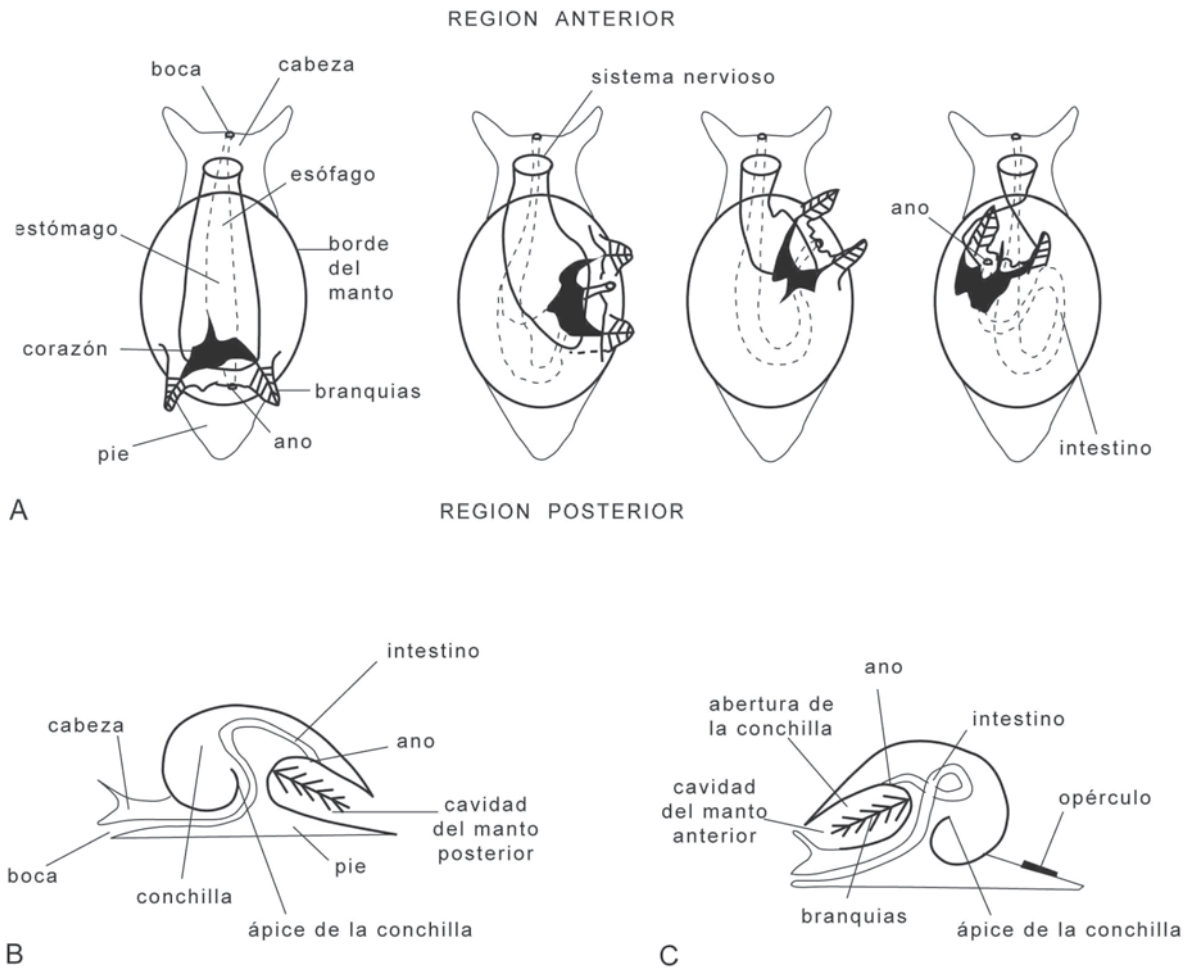 REGION ANTERIOR
boca
cabeza
sistema nervioso
esófago
estómago
borde
del
manto
ano
corazón
branquias
ano
pie
intestino
A
REGION POSTERIOR
intestino
cabeza
ano
cavidad
del manto
posterior
pie
boca
conchilla
ápice de la conchilla
B
ano
abertura de
la conchilla
intestino
cavidad
del manto
anterior
opérculo
branquias
ápice de la conchilla
C